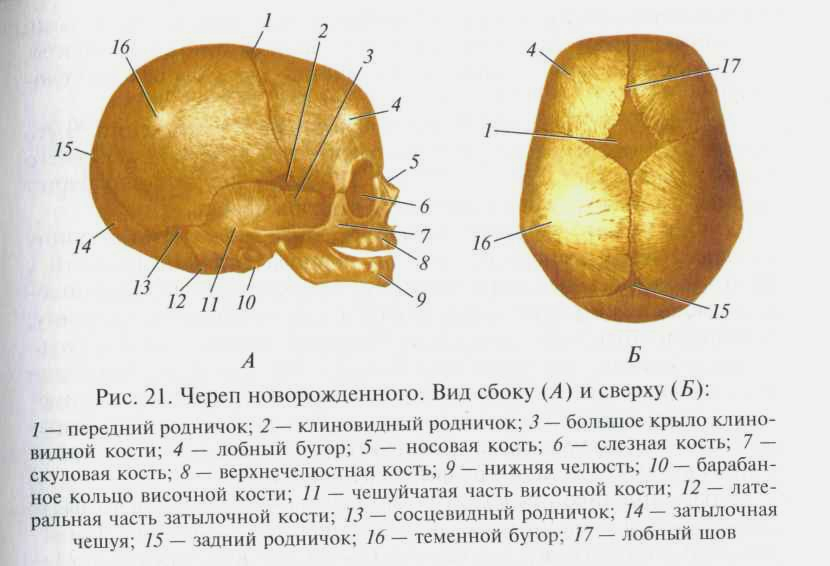 1
2
3
4
5
6
7
8
9
10
11
12
13
14
15
16
4
17
1
16
15
А
Б
Рис. 21. Череп новорожденного. Вид сбоку (А) и сверху (Б):
1 — передний родничок; 2 — клиновидный родничок; 3 — большое крыло клино-
видной кости; 4 — лобный бугор; 5 — носовая кость; 6 — слезная кость; 7 —
скуловая кость; 8 — верхнечелюстная кость; 9 — нижняя челюсть; 10 — барабан-
ное кольцо височной кости; 11 — чешуйчатая часть височной кости; 12 — лате-
ральная часть затылочной кости; 13 — сосцевидный родничок; 14 — затылочная
чешуя; 15 — задний родничок; 16 — теменной бугор; 17 — лобный шов